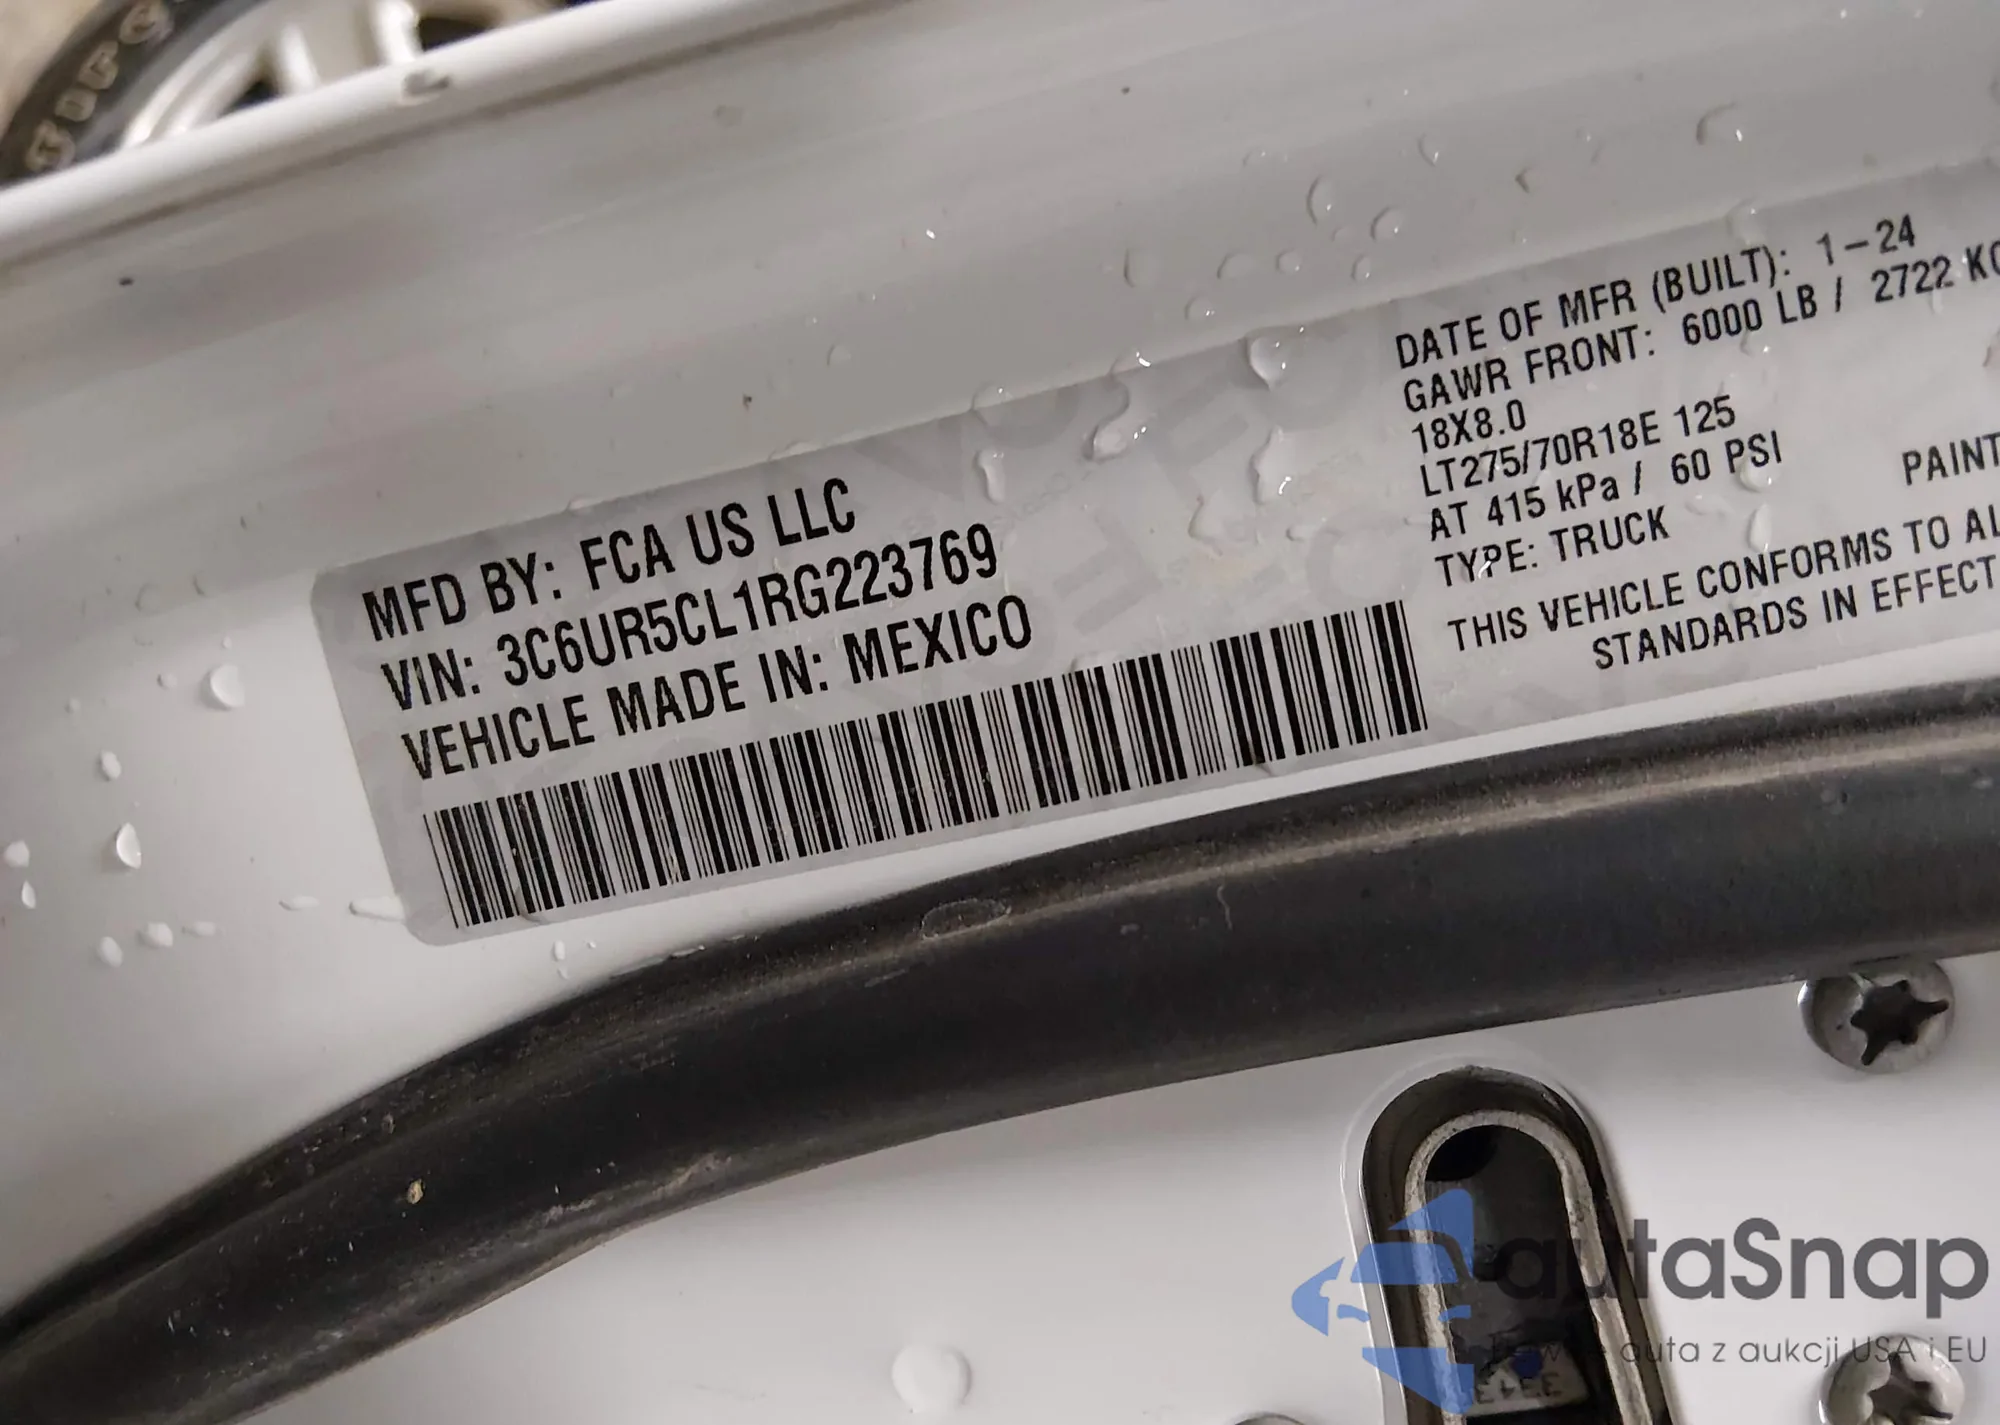 MFD BY: FCA US LLC
VIN: 3C6UR5CL1RG223769
VEHICLE MADE IN: MEXICO
DATE OF MFR (BUILT): 1-24
GAWR FRONT: 6000 LB / 2722 KG
18X8.0
LT275/70R18E 125
AT 415 kPa / 60 PSI
TYPE: TRUCK
PAINT
THIS VEHICLE CONFORMS TO AL
STANDARDS IN EFFECT
autaSnap
auta z aukcji USA i EU